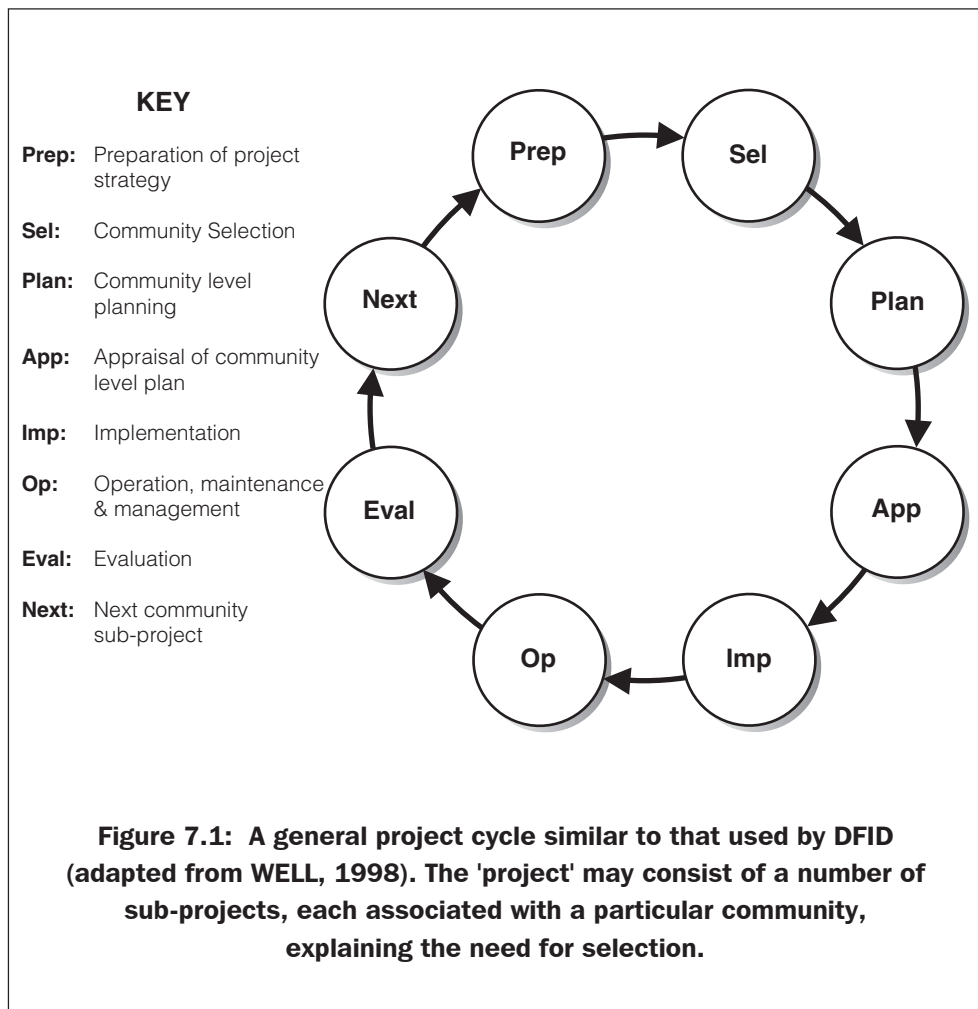 KEY
Prep: Preparation of project
strategy
Sel: Community Selection
Plan: Community level
planning
App: Appraisal of community
level plan
Imp: Implementation
Op: Operation, maintenance
& management
Eval: Evaluation
Next: Next community
sub-project
Prep
Sel
Plan
App
Imp
Op
Eval
Next
Figure 7.1: A general project cycle similar to that used by DFID
(adapted from WELL, 1998). The 'project' may consist of a number of
sub-projects, each associated with a particular community,
explaining the need for selection.